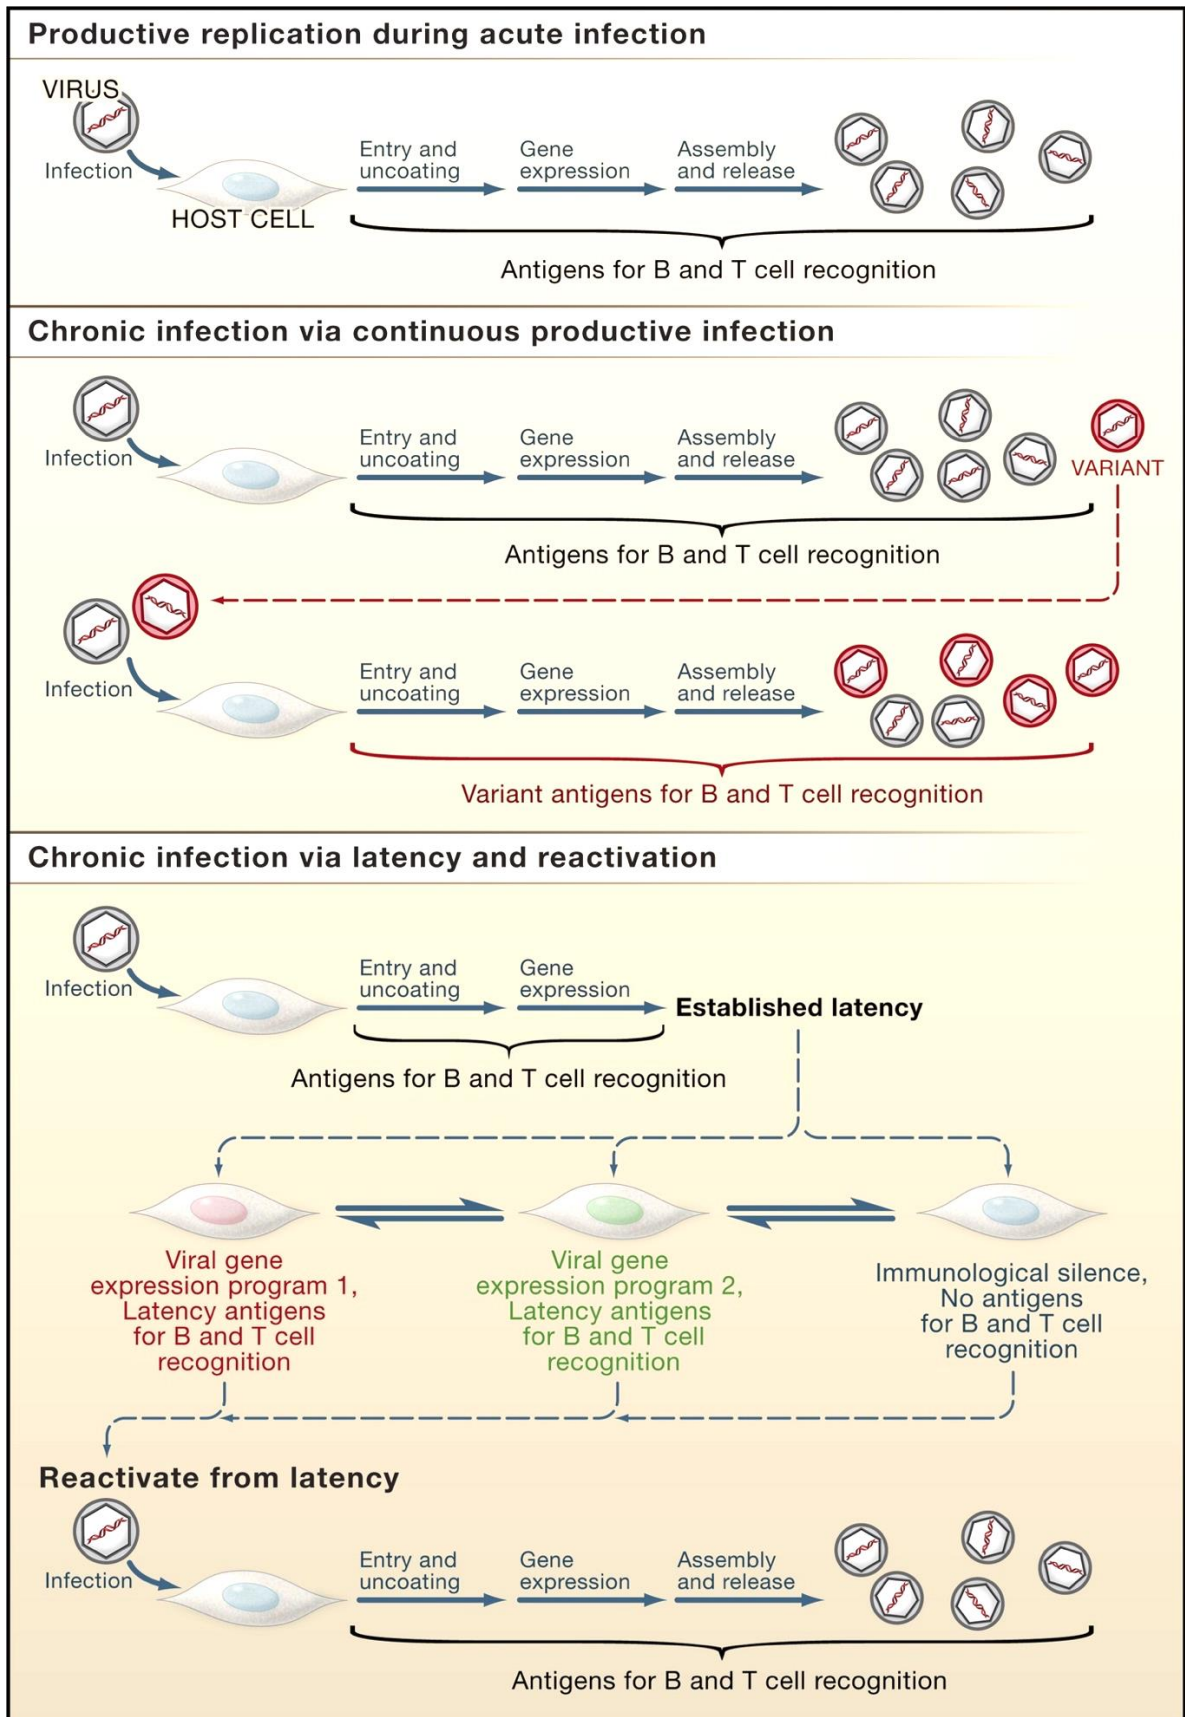 Productive replication during acute infection
VIRUS
Infection
HOST CELL
Entry and
uncoating
Gene
expression
Assembly
and release
Antigens for B and T cell recognition
Chronic infection via continuous productive infection
Infection
Entry and
uncoating
Gene
expression
Assembly
and release
VARIANT
Antigens for B and T cell recognition
Infection
Entry and
uncoating
Gene
expression
Assembly
and release
Variant antigens for B and T cell recognition
Chronic infection via latency and reactivation
Infection
Entry and
uncoating
Gene
expression
Established latency
Antigens for B and T cell recognition
Viral gene
expression program 1,
Latency antigens
for B and T cell
recognition
Viral gene
expression program 2,
Latency antigens
for B and T cell
recognition
Immunological silence,
No antigens
for B and T cell
recognition
Reactivate from latency
Infection
Entry and
uncoating
Gene
expression
Assembly
and release
Antigens for B and T cell recognition